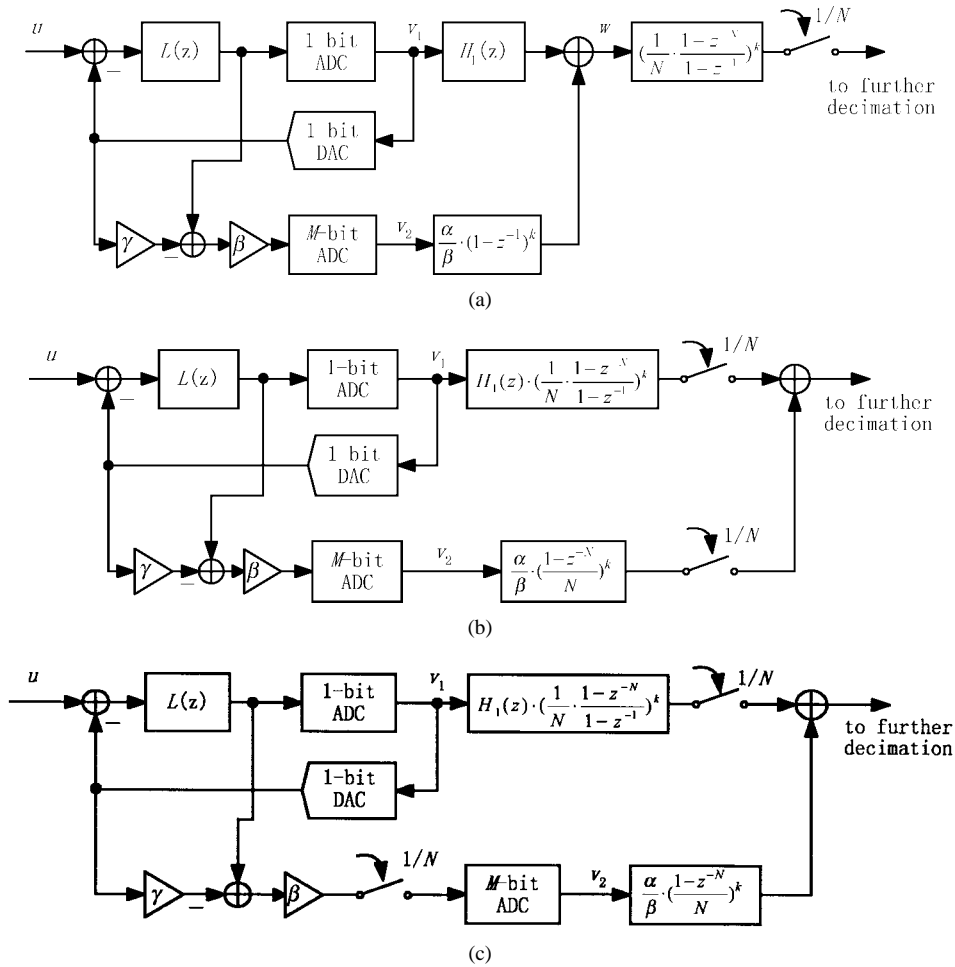 u
−
L(z)
1 bit ADC
v₁
H₁(z)
w
(1/N · (1−z⁻ᴺ)/(1−z⁻¹))ᵏ
1/N
to further
decimation
1 bit
DAC
γ
−
β
M-bit
ADC
v₂
α/β · (1−z⁻¹)ᵏ
(a)
u
−
L(z)
1-bit
ADC
v₁
H₁(z) · (1/N · (1−z⁻ᴺ)/(1−z⁻¹))ᵏ
1/N
to further
decimation
1 bit
DAC
γ
−
β
M-bit
ADC
v₂
α/β · ((1−z⁻ᴺ)/N)ᵏ
1/N
(b)
u
−
L(z)
1-bit
ADC
v₁
H₁(z) · (1/N · (1−z⁻ᴺ)/(1−z⁻¹))ᵏ
1/N
to further
decimation
1-bit
DAC
γ
−
β
1/N
M-bit
ADC
v₂
α/β · ((1−z⁻ᴺ)/N)ᵏ
(c)